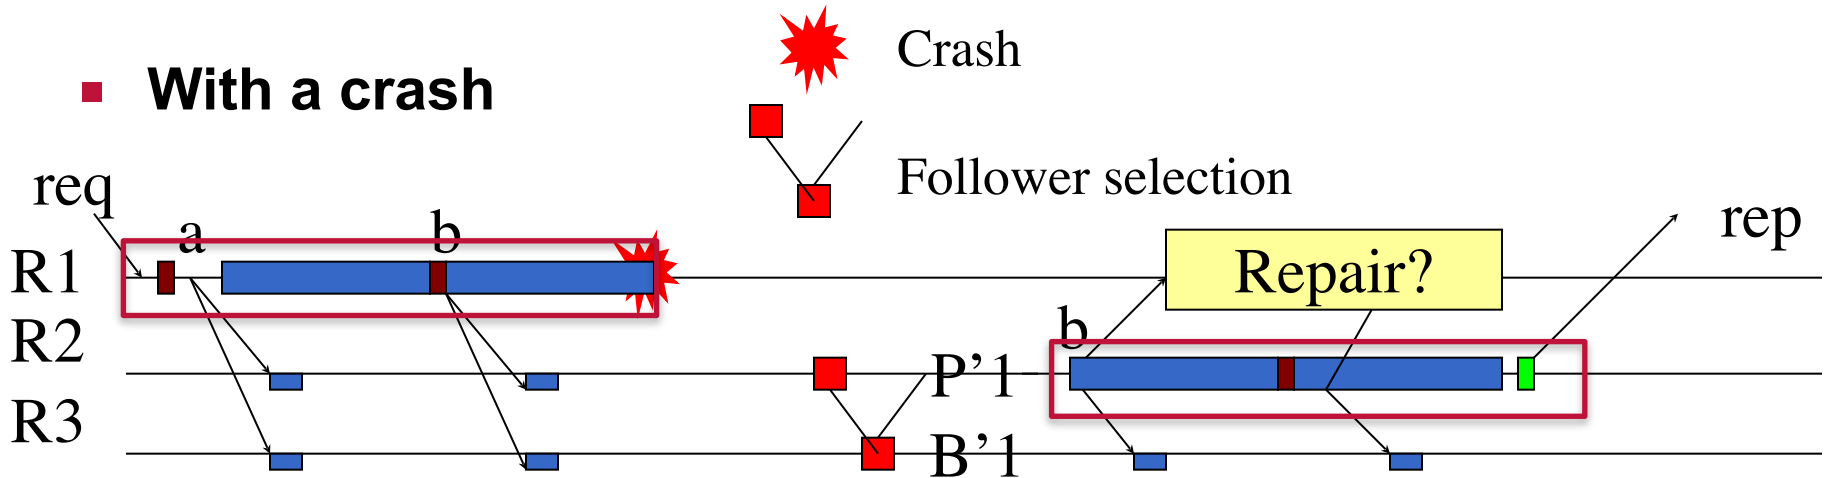 Crash
With a crash
Follower selection
req
rep
a
b
R1
Repair?
b
R2
P’1
R3
B’1